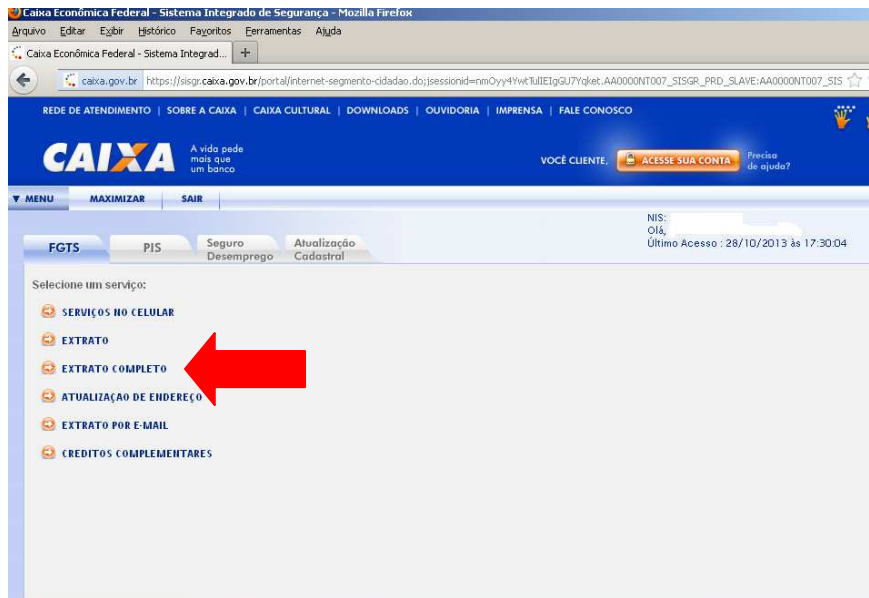 Caixa Econômica Federal - Sistema Integrado de Segurança - Mozilla Firefox
Arquivo Editar Exibir Histórico Favoritos Ferramentas Ajuda
Caixa Econômica Federal - Sistema Integrad... +
caixa.gov.br https://sisgr.caixa.gov.br/portal/internet-segmento-cidadao.do;jsessionid=
REDE DE ATENDIMENTO | SOBRE A CAIXA | CAIXA CULTURAL | DOWNLOADS | OUVIDORIA | IMPRENSA | FALE CONOSCO
CAIXA
A vida pede
mais que
um banco
VOCÊ CLIENTE, ACESSE SUA CONTA
Precisa
de ajuda?
MENU MAXIMIZAR SAIR
NIS:
Olá,
Último Acesso : 28/10/2013 às 17:30:04
FGTS PIS Seguro Desemprego Atualização Cadastral
Selecione um serviço:
SERVIÇOS NO CELULAR
EXTRATO
EXTRATO COMPLETO
ATUALIZAÇAO DE ENDEREÇO
EXTRATO POR E-MAIL
CREDITOS COMPLEMENTARES